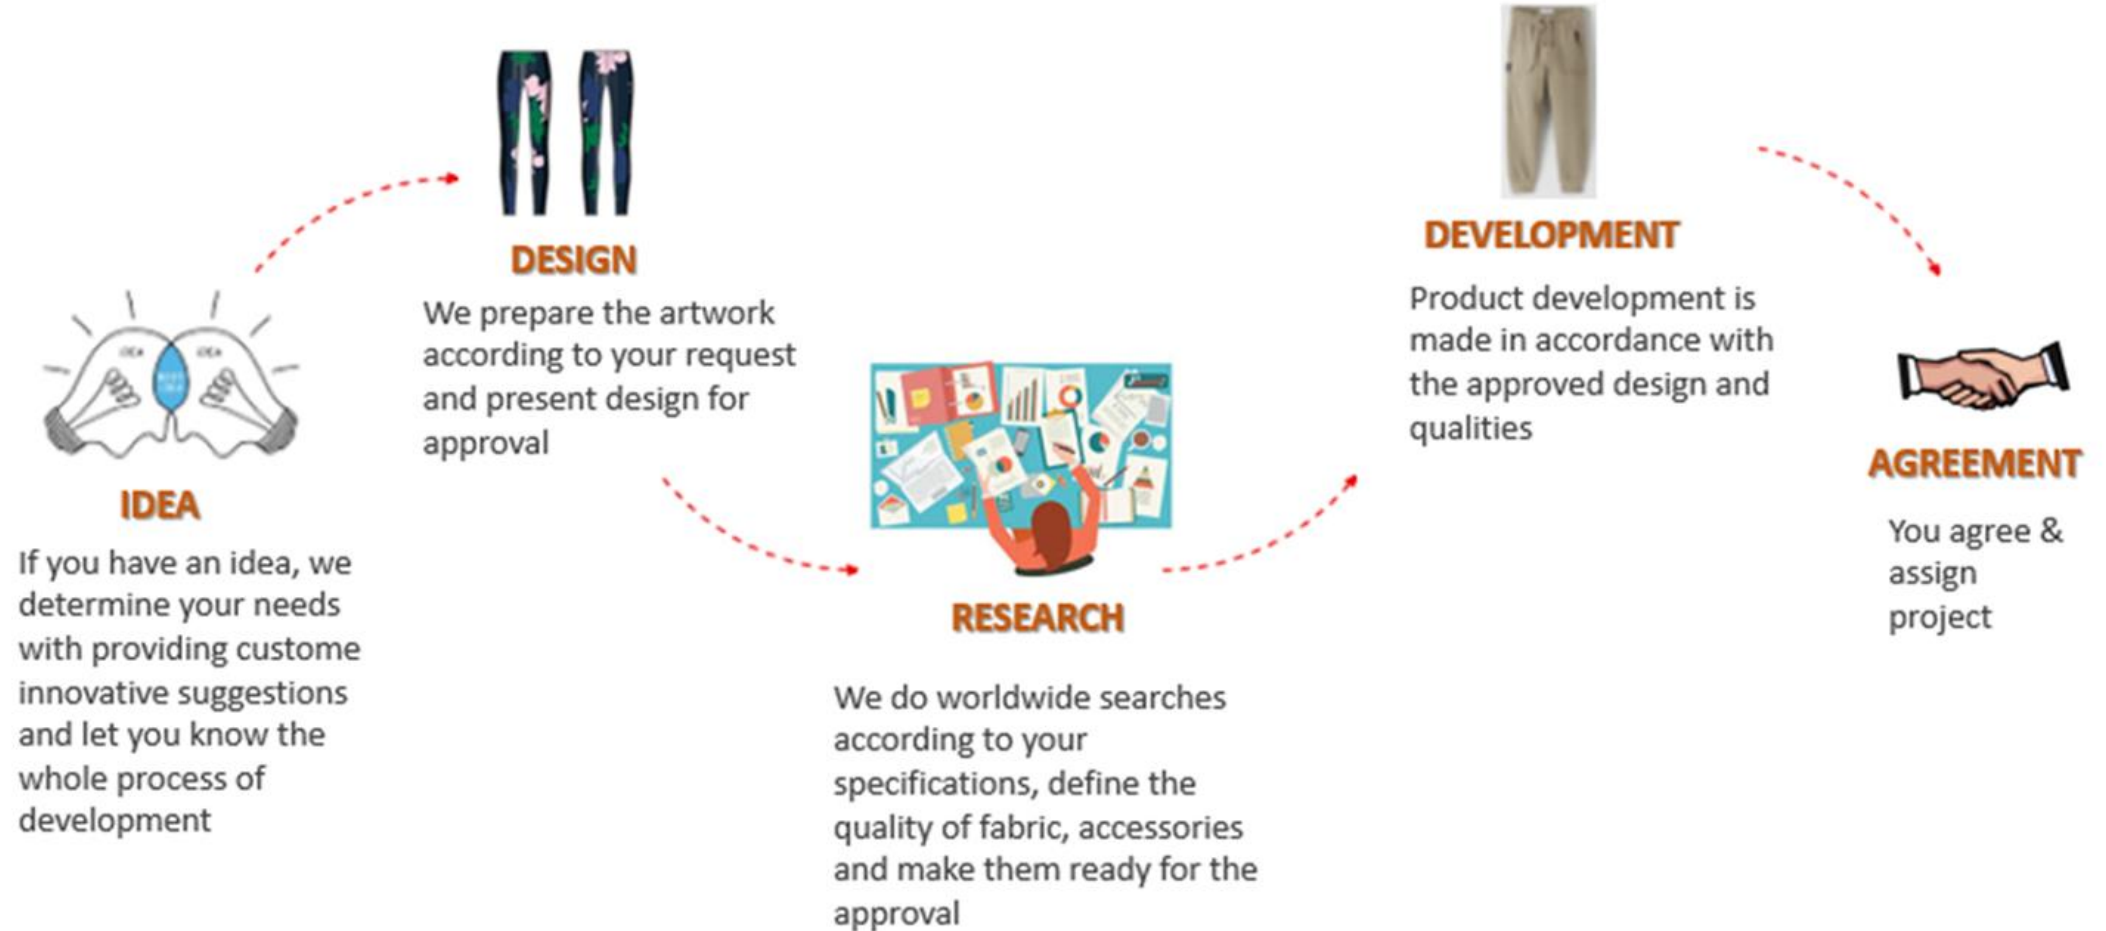 IDEA
If you have an idea, we
determine your needs
with providing custome
innovative suggestions
and let you know the
whole process of
development
DESIGN
We prepare the artwork
according to your request
and present design for
approval
RESEARCH
We do worldwide searches
according to your
specifications, define the
quality of fabric, accessories
and make them ready for the
approval
DEVELOPMENT
Product development is
made in accordance with
the approved design and
qualities
AGREEMENT
You agree &
assign
project
IDEA
IDEA